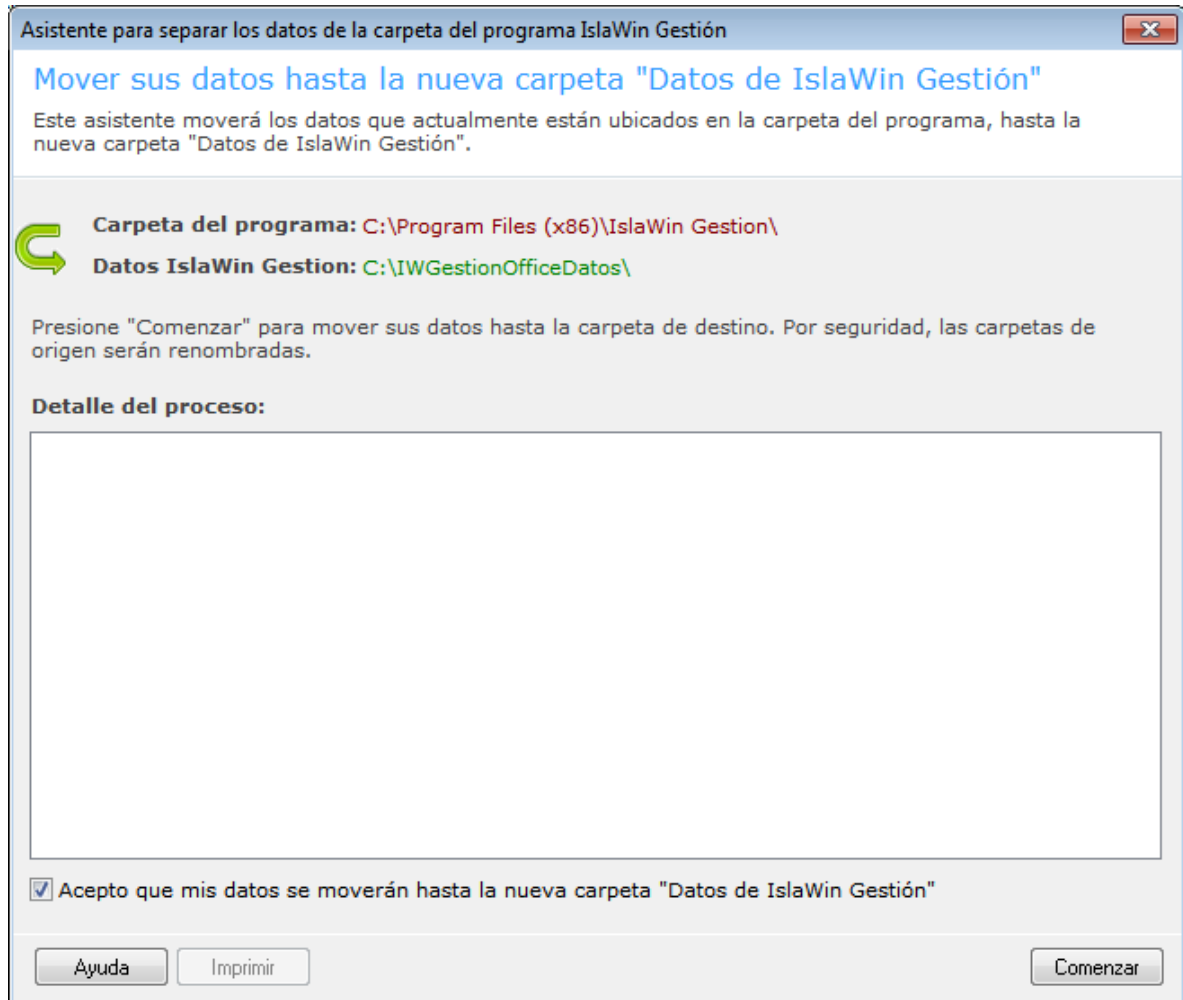 Asistente para separar los datos de la carpeta del programa IslaWin Gestión
Mover sus datos hasta la nueva carpeta "Datos de IslaWin Gestión"
Este asistente moverá los datos que actualmente están ubicados en la carpeta del programa, hasta la
nueva carpeta "Datos de IslaWin Gestión".
Carpeta del programa: C:\Program Files (x86)\IslaWin Gestion\
Datos IslaWin Gestion: C:\IWGestionOfficeDatos\
Presione "Comenzar" para mover sus datos hasta la carpeta de destino. Por seguridad, las carpetas de
origen serán renombradas.
Detalle del proceso:
Acepto que mis datos se moverán hasta la nueva carpeta "Datos de IslaWin Gestión"
Ayuda Imprimir Comenzar